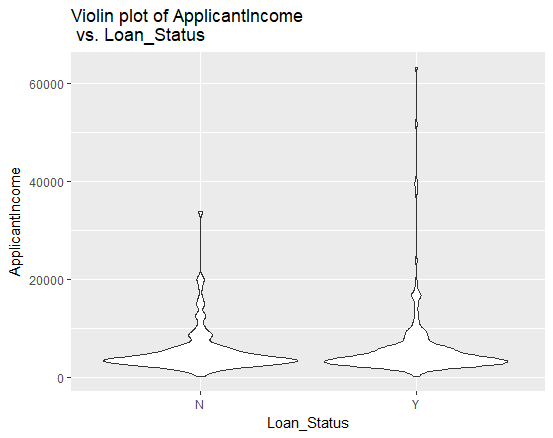 Violin plot of ApplicantIncome
vs. Loan_Status
60000
40000
20000
0
ApplicantIncome
N
Y
Loan_Status